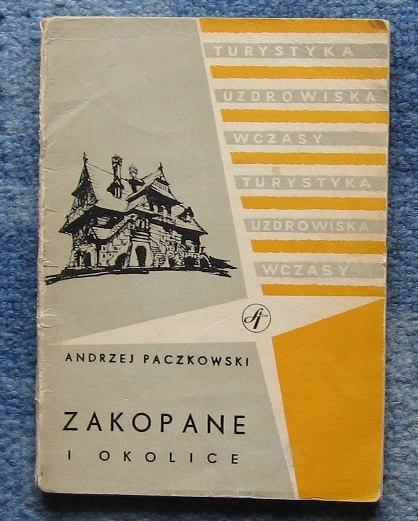 TURYSTYKA
UZDROWISKA
WCZASY
TURYSTYKA
UZDROWISKA
WCZASY
ANDRZEJ PACZKOWSKI
ZAKOPANE
I OKOLICE